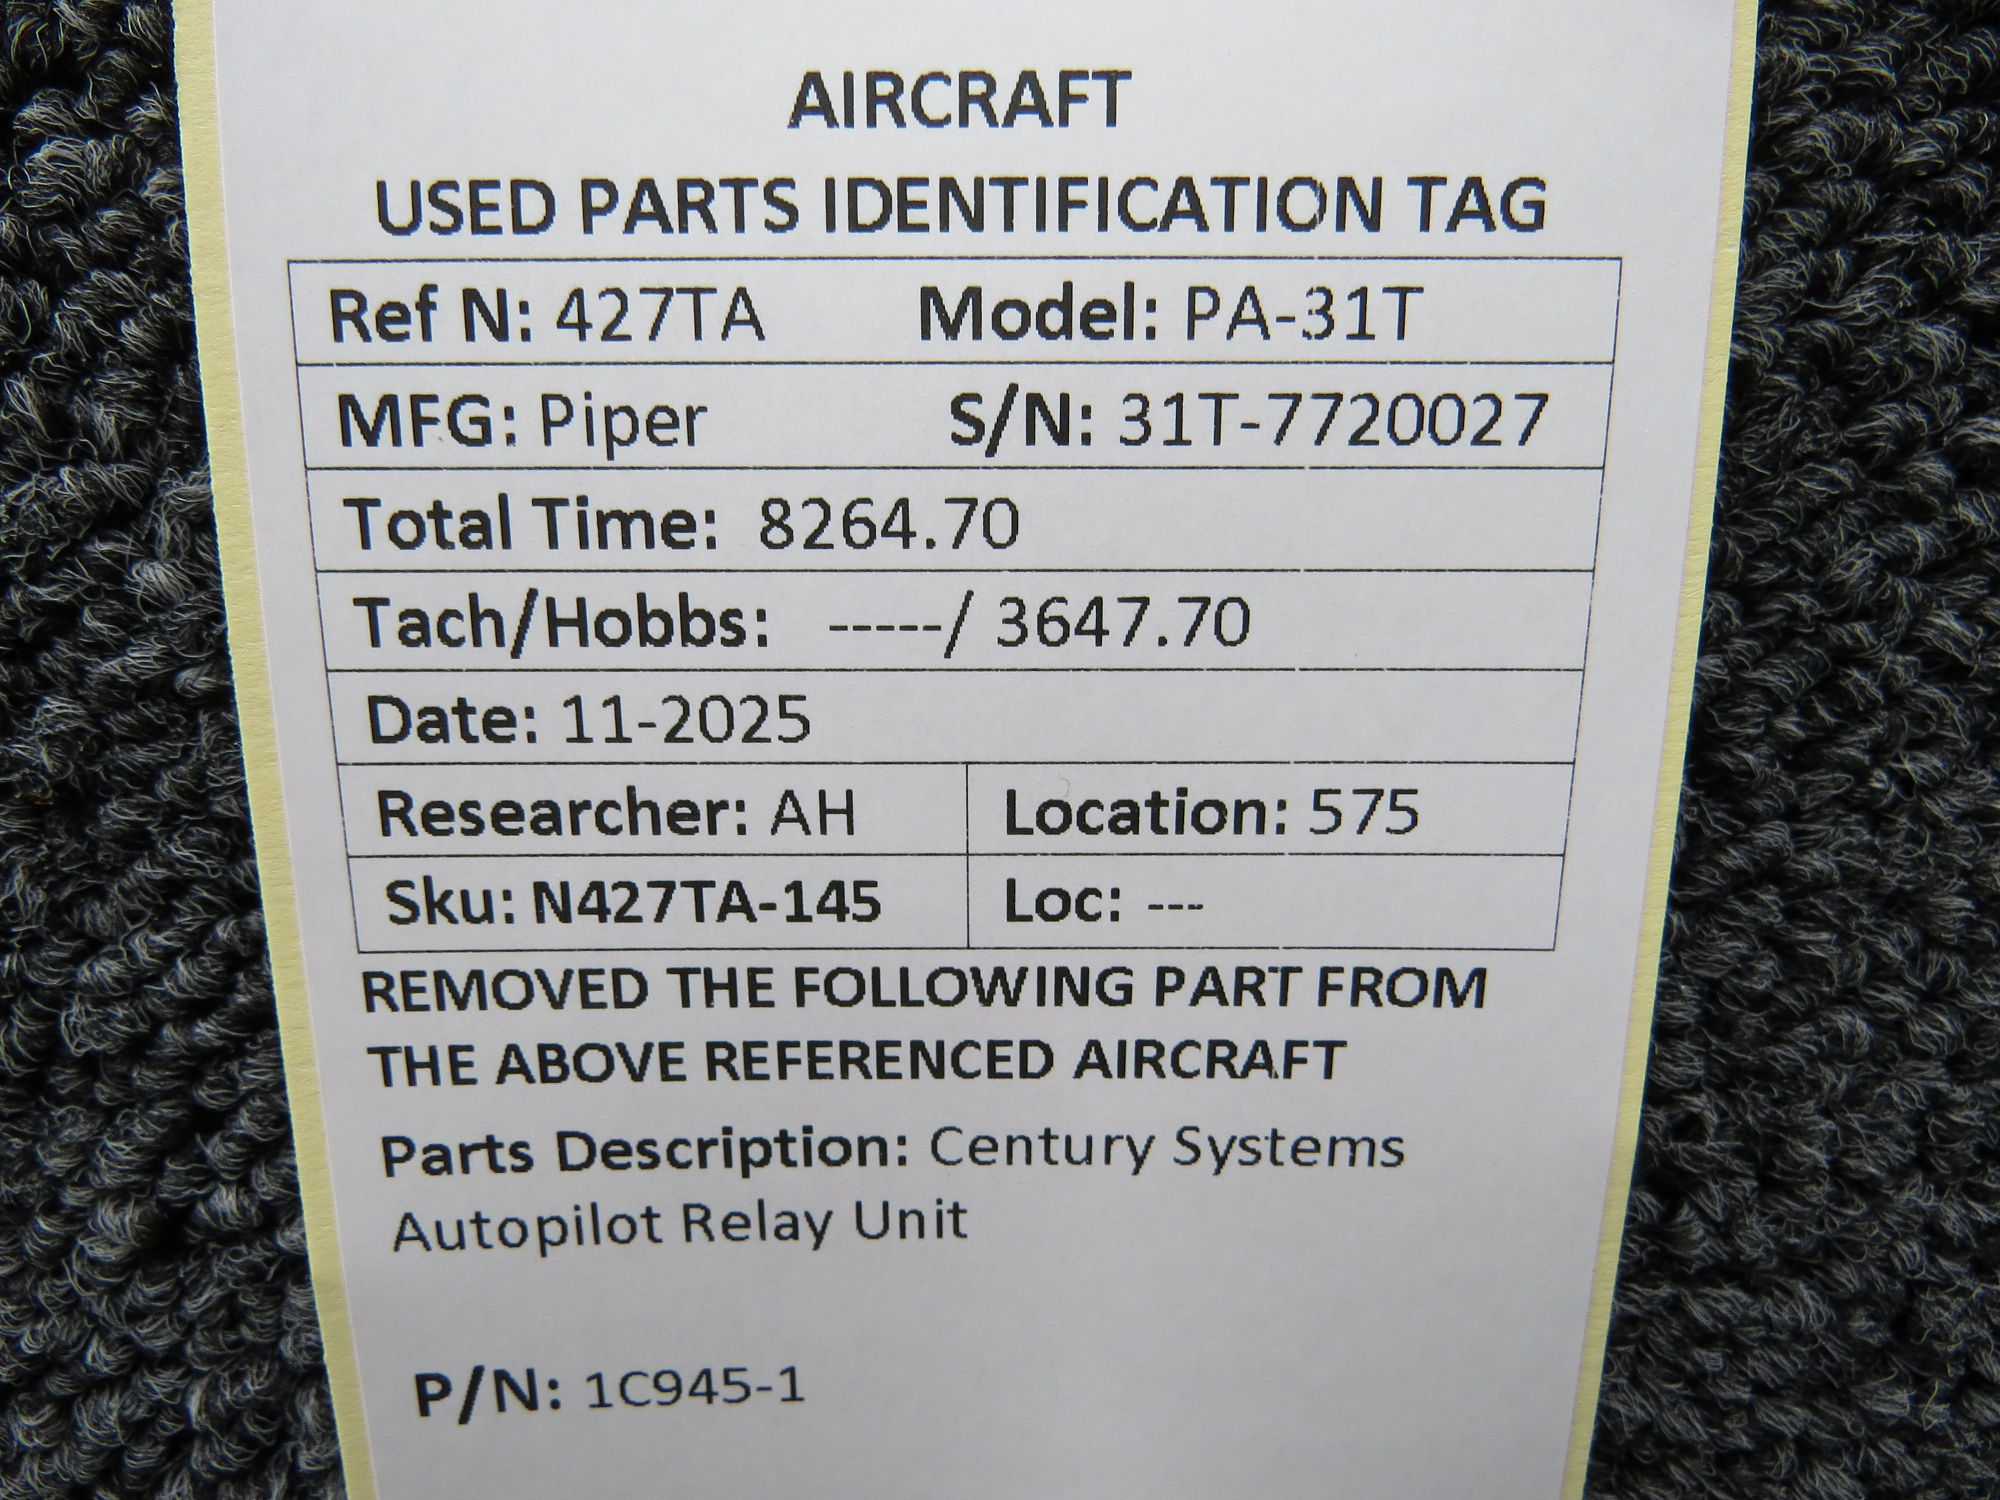 AIRCRAFT
USED PARTS IDENTIFICATION TAG
Ref N: 427TA Model: PA-31T
MFG: Piper S/N: 31T-7720027
Total Time: 8264.70
Tach/Hobbs: -----/ 3647.70
Date: 11-2025
Researcher: AH Location: 575
Sku: N427TA-145 Loc: ---
REMOVED THE FOLLOWING PART FROM
THE ABOVE REFERENCED AIRCRAFT
Parts Description: Century Systems
Autopilot Relay Unit
P/N: 1C945-1